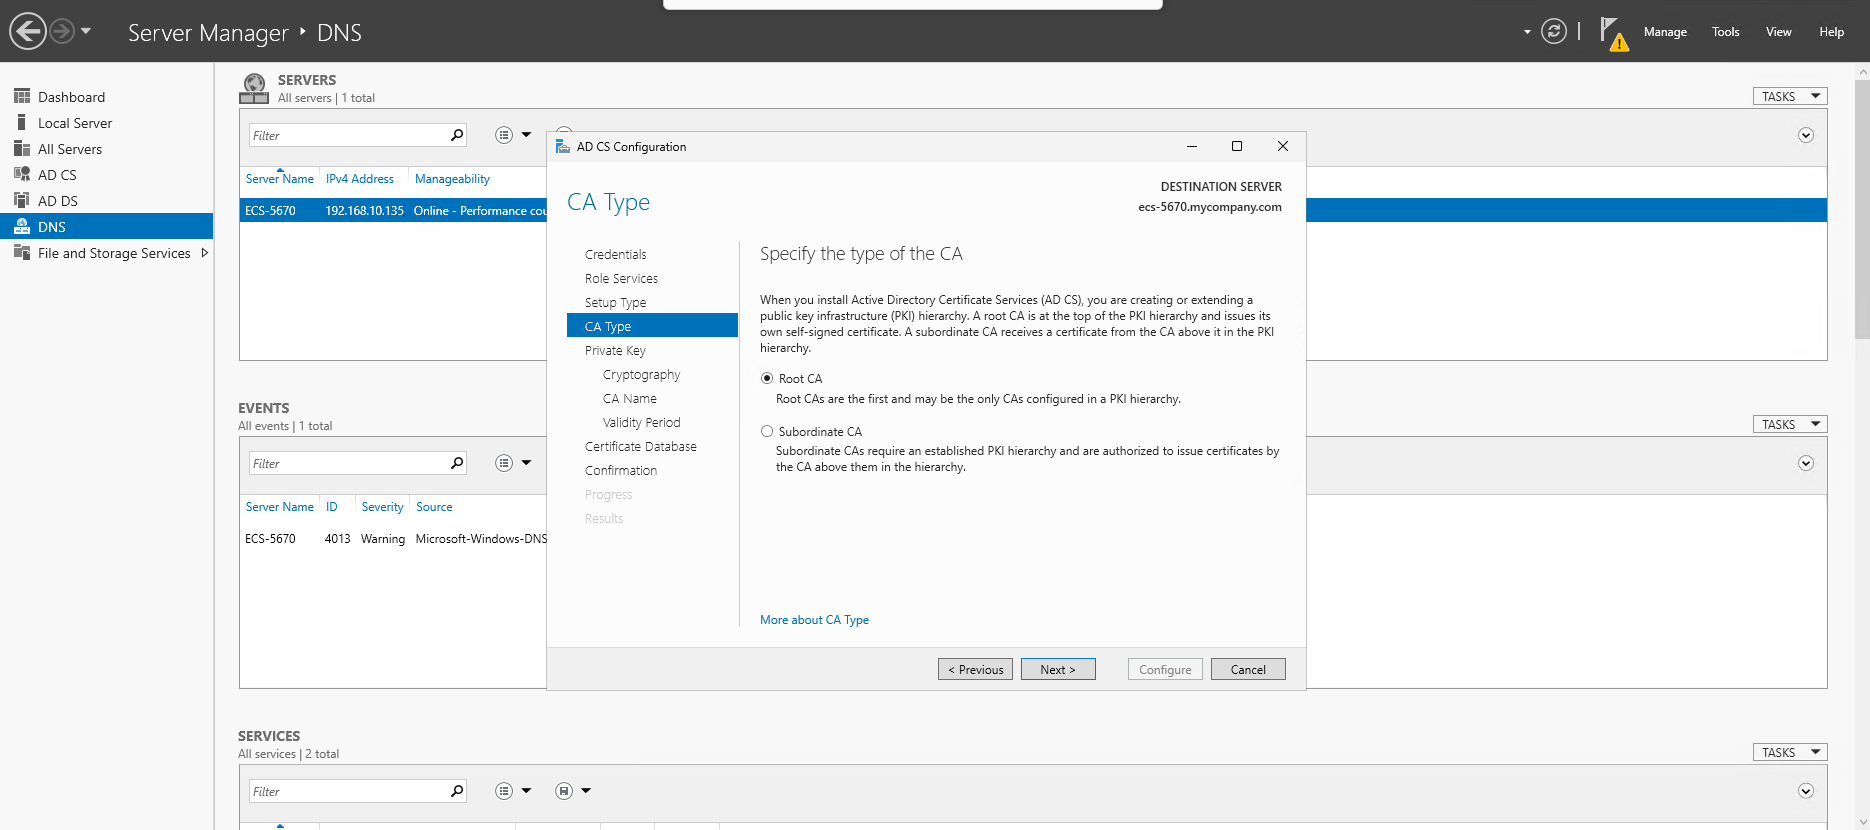 Server Manager ‣ DNS
Manage Tools View Help
Dashboard
Local Server
All Servers
AD CS
AD DS
DNS
File and Storage Services
SERVERS
All servers | 1 total
TASKS
Filter
Server Name IPv4 Address Manageability
ECS-5670 192.168.10.135 Online - Performance cou
EVENTS
All events | 1 total
TASKS
Filter
Server Name ID Severity Source
ECS-5670 4013 Warning Microsoft-Windows-DNS
SERVICES
All services | 2 total
TASKS
Filter
AD CS Configuration
CA Type
DESTINATION SERVER
ecs-5670.mycompany.com
Credentials
Role Services
Setup Type
CA Type
Private Key
Cryptography
CA Name
Validity Period
Certificate Database
Confirmation
Progress
Results
Specify the type of the CA
When you install Active Directory Certificate Services (AD CS), you are creating or extending a
public key infrastructure (PKI) hierarchy. A root CA is at the top of the PKI hierarchy and issues its
own self-signed certificate. A subordinate CA receives a certificate from the CA above it in the PKI
hierarchy.
Root CA
Root CAs are the first and may be the only CAs configured in a PKI hierarchy.
Subordinate CA
Subordinate CAs require an established PKI hierarchy and are authorized to issue certificates by
the CA above them in the hierarchy.
More about CA Type
< Previous Next > Configure Cancel